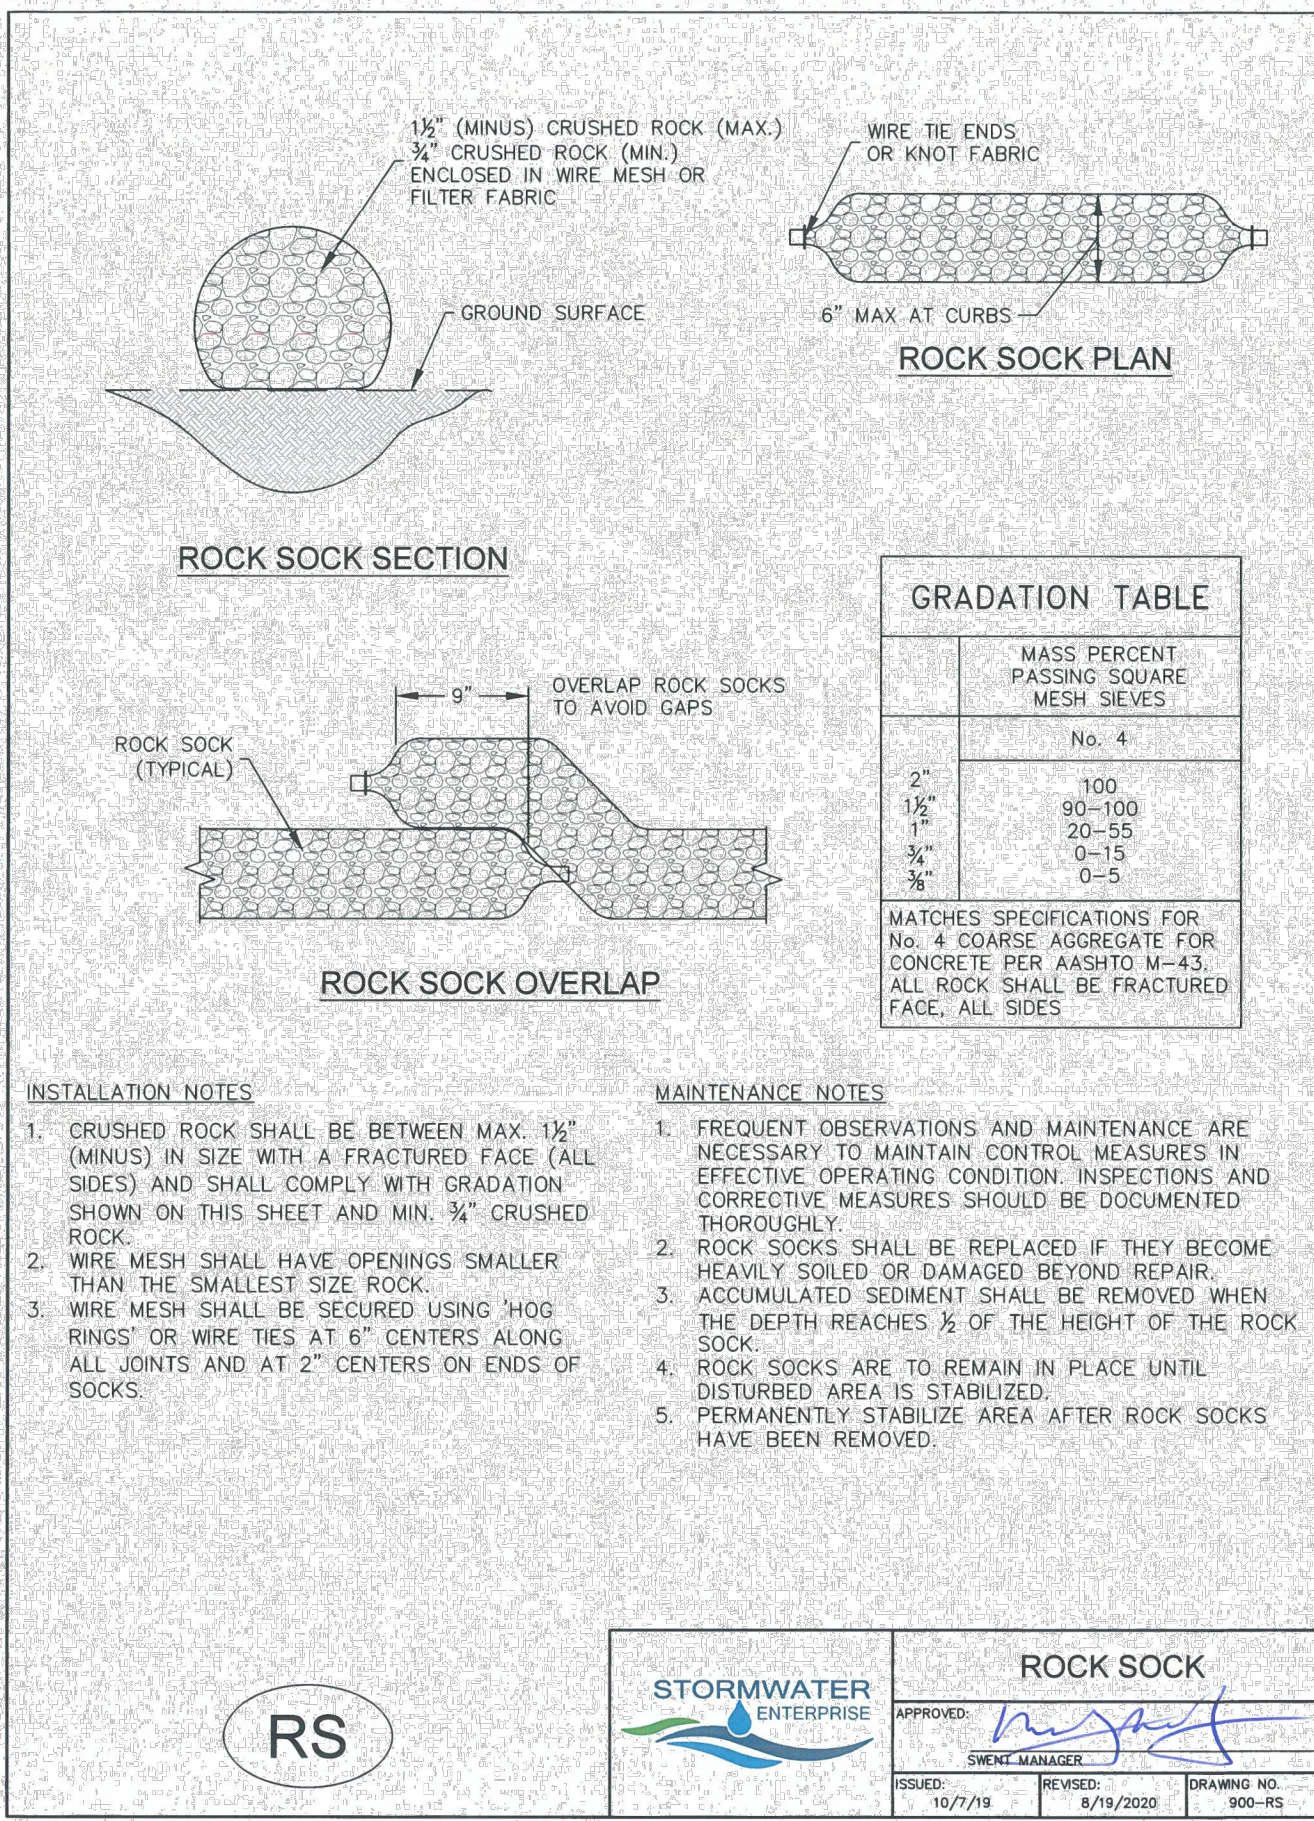 1½" (MINUS) CRUSHED ROCK (MAX.)
¾" CRUSHED ROCK (MIN.)
ENCLOSED IN WIRE MESH OR
FILTER FABRIC
GROUND SURFACE
ROCK SOCK SECTION
WIRE TIE ENDS
OR KNOT FABRIC
6" MAX AT CURBS
ROCK SOCK PLAN
9"
OVERLAP ROCK SOCKS
TO AVOID GAPS
ROCK SOCK
(TYPICAL)
ROCK SOCK OVERLAP
GRADATION TABLE
MASS PERCENT
PASSING SQUARE
MESH SIEVES
No. 4
2" 100
1½" 90-100
1" 20-55
¾" 0-15
⅜" 0-5
MATCHES SPECIFICATIONS FOR
No. 4 COARSE AGGREGATE FOR
CONCRETE PER AASHTO M-43.
ALL ROCK SHALL BE FRACTURED
FACE, ALL SIDES
INSTALLATION NOTES
1. CRUSHED ROCK SHALL BE BETWEEN MAX. 1½"
(MINUS) IN SIZE WITH A FRACTURED FACE (ALL
SIDES) AND SHALL COMPLY WITH GRADATION
SHOWN ON THIS SHEET AND MIN. ¾" CRUSHED
ROCK.
2. WIRE MESH SHALL HAVE OPENINGS SMALLER
THAN THE SMALLEST SIZE ROCK.
3. WIRE MESH SHALL BE SECURED USING 'HOG
RINGS' OR WIRE TIES AT 6" CENTERS ALONG
ALL JOINTS AND AT 2" CENTERS ON ENDS OF
SOCKS.
MAINTENANCE NOTES
1. FREQUENT OBSERVATIONS AND MAINTENANCE ARE
NECESSARY TO MAINTAIN CONTROL MEASURES IN
EFFECTIVE OPERATING CONDITION. INSPECTIONS AND
CORRECTIVE MEASURES SHOULD BE DOCUMENTED
THOROUGHLY.
2. ROCK SOCKS SHALL BE REPLACED IF THEY BECOME
HEAVILY SOILED OR DAMAGED BEYOND REPAIR.
3. ACCUMULATED SEDIMENT SHALL BE REMOVED WHEN
THE DEPTH REACHES ½ OF THE HEIGHT OF THE ROCK
SOCK.
4. ROCK SOCKS ARE TO REMAIN IN PLACE UNTIL
DISTURBED AREA IS STABILIZED.
5. PERMANENTLY STABILIZE AREA AFTER ROCK SOCKS
HAVE BEEN REMOVED.
RS
STORMWATER
ENTERPRISE
ROCK SOCK
APPROVED:
SWENT MANAGER
ISSUED:
10/7/19
REVISED:
8/19/2020
DRAWING NO.
900-RS